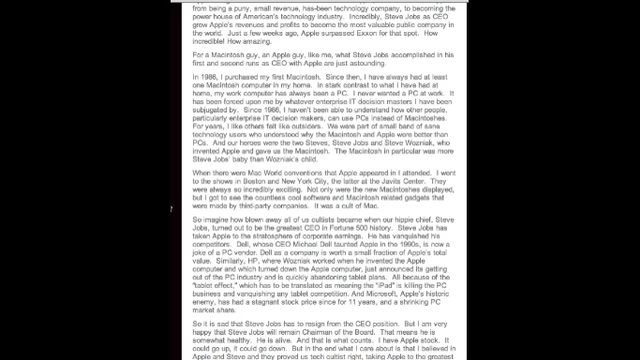 from being a puny, small revenue, has-been technology company, to becoming the
power house of American's technology industry. Incredibly, Steve Jobs as CEO
grew Apple's revenues and profits to become the most valuable public company in
the world. Just a few weeks ago, Apple surpassed Exxon for that spot. How
incredible! How amazing.
For a Macintosh guy, an Apple guy, like me, what Steve Jobs accomplished in his
first and second runs as CEO with Apple are just astounding.
In 1986, I purchased my first Macintosh. Since then, I have always had at least
one Macintosh computer in my home. In stark contrast to what I have had at
home, my work computer has always been a PC. I never wanted a PC at work. It
has been forced upon me by whatever enterprise IT decision masters I have been
subjugated by. Since 1986, I haven't been able to understand how other people,
particularly enterprise IT decision makers, can use PCs instead of Macintoshes.
For years, I like others felt like outsiders. We were part of small band of sane
technology users who understood why the Macintosh and Apple were better than
PCs. And our heroes were the two Steves, Steve Jobs and Steve Wozniak, who
invented Apple and gave us the Macintosh. The Macintosh in particular was more
Steve Jobs' baby than Wozniak's child.
When there were Mac World conventions that Apple appeared in I attended. I went
to the shows in Boston and New York City, the latter at the Javits Center. They
were always so incredibly exciting. Not only were the new Macintoshes displayed,
but I got to see the countless cool software and Macintosh related gadgets that
were made by third-party companies. It was a cult of Mac.
So imagine how blown away all of us cultists became when our hippie chief, Steve
Jobs, turned out to be the greatest CEO in Fortune 500 history. Steve Jobs has
taken Apple to the stratosphere of corporate earnings. He has vanquished his
competitors. Dell, whose CEO Michael Dell taunted Apple in the 1990s, is now a
joke of a PC vendor. Dell as a company is worth a small fraction of Apple's total
value. Similarly, HP, where Wozniak worked when he invented the Apple
computer and which turned down the Apple computer, just announced its getting
out of the PC industry and is quickly abandoning tablet plans. All because of the
"tablet effect," which has to be translated as meaning the "iPad" is killing the PC
business and vanquishing any tablet competition. And Microsoft, Apple's historic
enemy, has had a stagnant stock price since for 11 years, and a shrinking PC
market share.
So it is sad that Steve Jobs has to resign from the CEO position. But I am very
happy that Steve Jobs will remain Chairman of the Board. That means he is
somewhat healthy. He is alive. And that is what counts. I have Apple stock. It
could go up, it could go down. But in the end what I care about is that I believed in
Apple and Steve and they proved us tech cultist right, taking Apple to the greatest